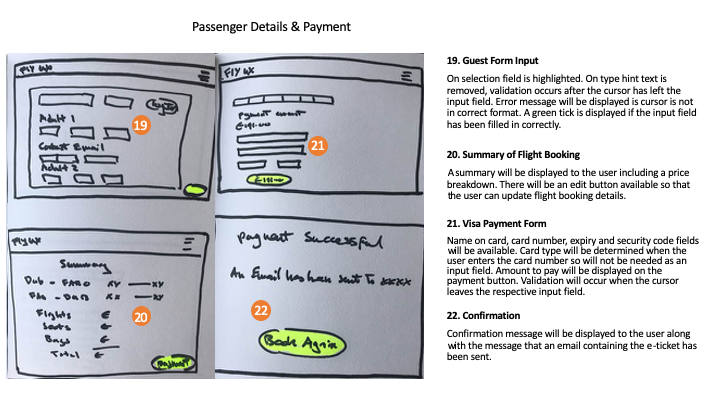 Passenger Details & Payment
FLY UX
Adult 1
19
Contact Email
Adult 2
FLY UX
payment amount
21
FLY UX
Summary
Dub - FARO XY XY
FAO - DUB XX XY
Flights €
Seats €
20
Bags €
Total €
Payment
Payment Successful
An Email has been sent to xxxx
22
Book Again
19. Guest Form Input
On selection field is highlighted. On type hint text is
removed, validation occurs after the cursor has left the
input field. Error message will be displayed is cursor is not
in correct format. A green tick is displayed if the input field
has been filled in correctly.
20. Summary of Flight Booking
A summary will be displayed to the user including a price
breakdown. There will be an edit button available so that
the user can update flight booking details.
21. Visa Payment Form
Name on card, card number, expiry and security code fields
will be available. Card type will be determined when the
user enters the card number so will not be needed as an
input field. Amount to pay will be displayed on the
payment button. Validation will occur when the cursor
leaves the respective input field.
22. Confirmation
Confirmation message will be displayed to the user along
with the message that an email containing the e-ticket has
been sent.